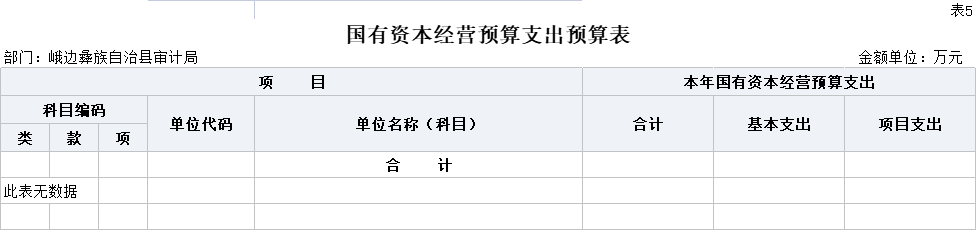 表5
国有资本经营预算支出预算表
部门：峨边彝族自治县审计局 金额单位：万元
项 目 本年国有资本经营预算支出
科目编码 单位代码 单位名称（科目） 合计 基本支出 项目支出
类 款 项
合 计
此表无数据